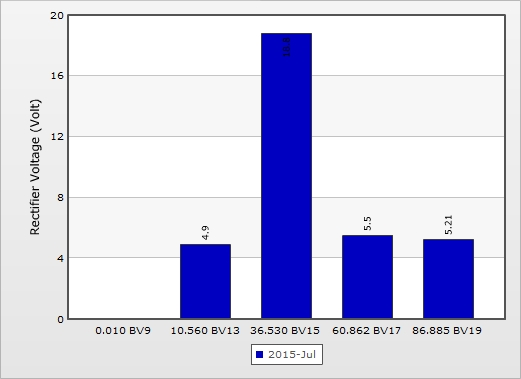 Rectifier Voltage (Volt)
20
16
12
8
4
0
4.9
5.5
5.21
0.010 BV9
10.560 BV13
36.530 BV15
60.862 BV17
86.885 BV19
2015-Jul